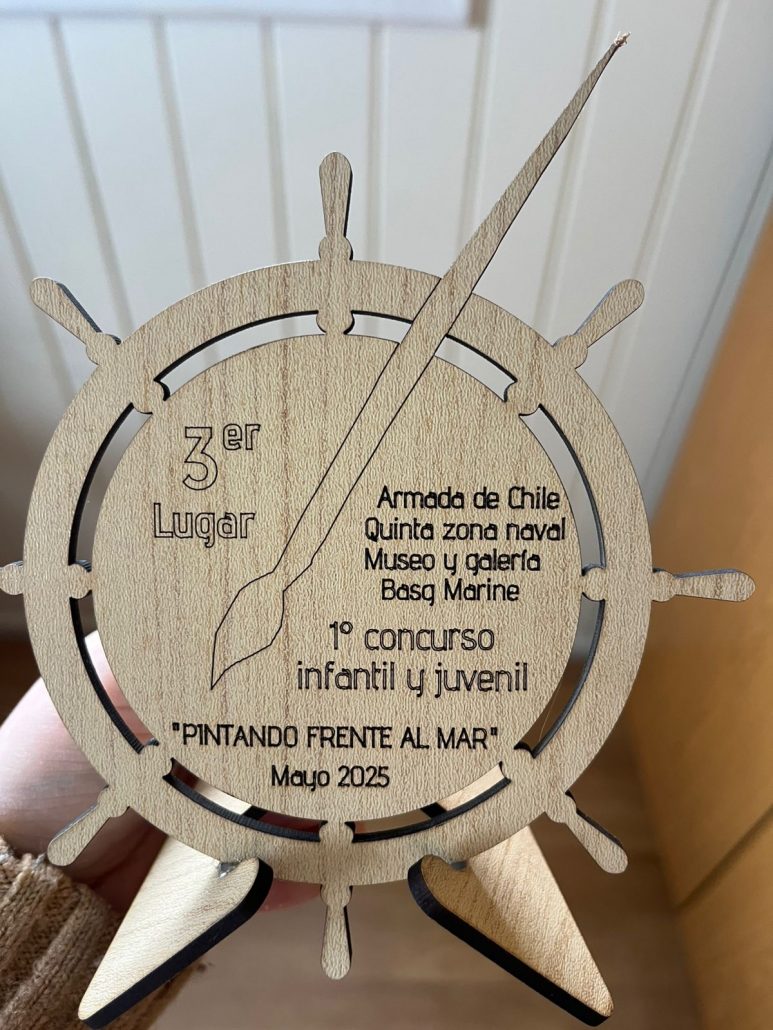 3er
Lugar
Armada de Chile
Quinta zona naval
Museo y galería
Basq Marine
1º concurso
infantil y juvenil
"PINTANDO FRENTE AL MAR"
Mayo 2025